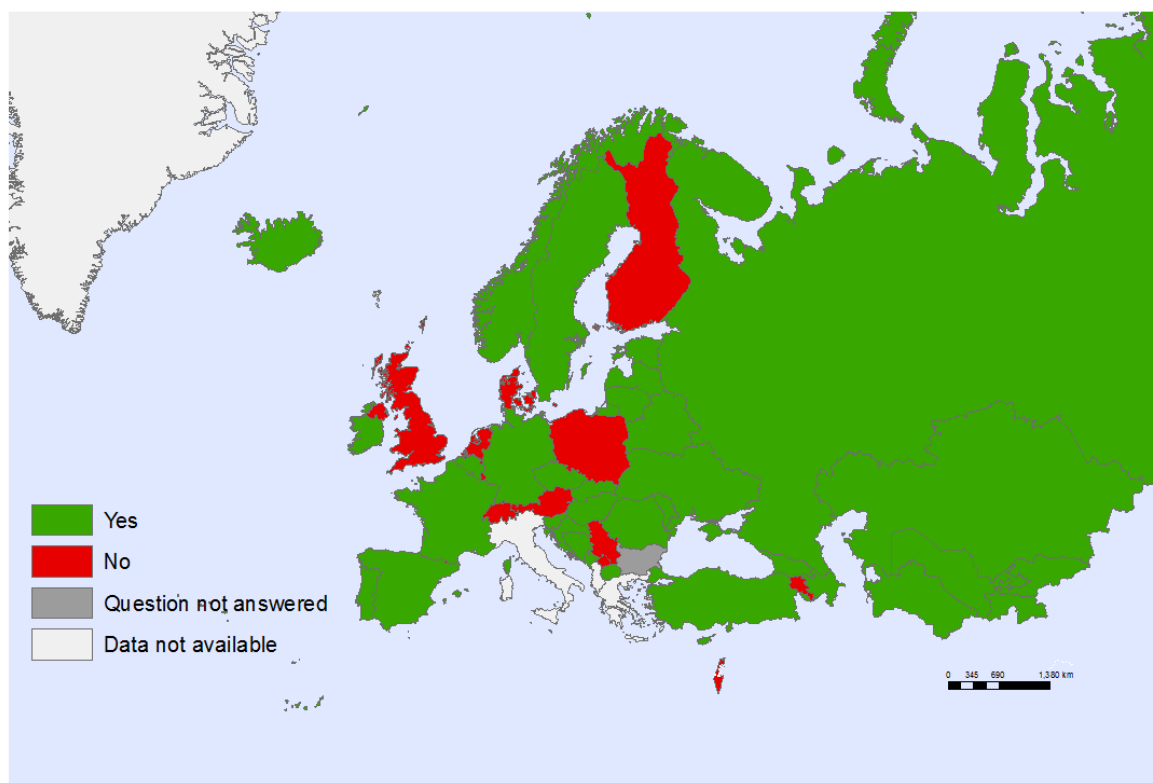 Yes
No
Question not answered
Data not available
0 345 690 1,380 km